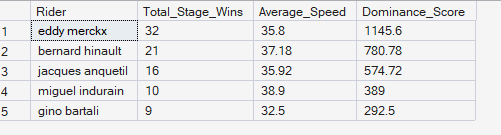 Rider Total_Stage_Wins Average_Speed Dominance_Score
1 eddy merckx 32 35.8 1145.6
2 bernard hinault 21 37.18 780.78
3 jacques anquetil 16 35.92 574.72
4 miguel indurain 10 38.9 389
5 gino bartali 9 32.5 292.5